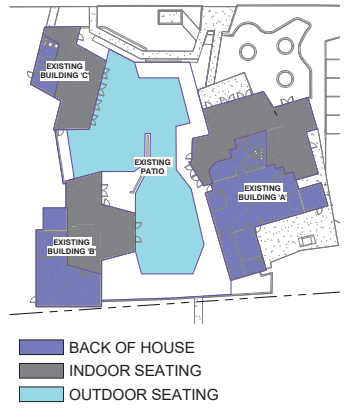 EXISTING
BUILDING 'C'
EXISTING
PATIO
EXISTING
BUILDING 'A'
EXISTING
BUILDING 'B'
BACK OF HOUSE
INDOOR SEATING
OUTDOOR SEATING